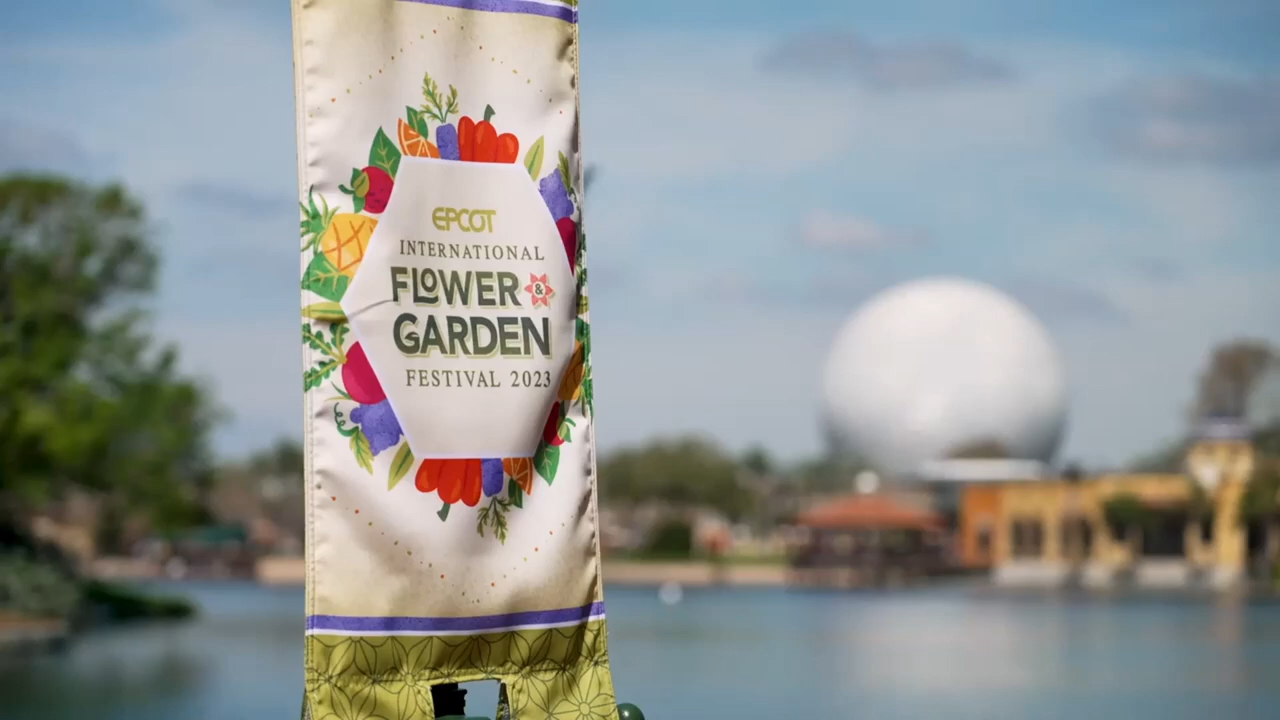 EPCOT
INTERNATIONAL
FLOWER &
GARDEN
FESTIVAL 2023